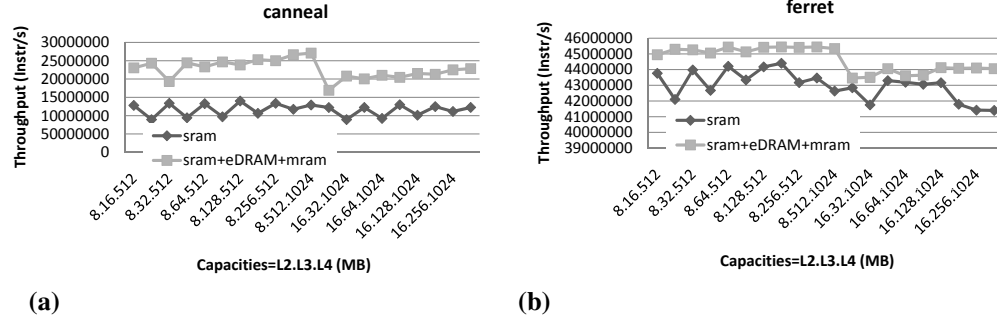 canneal
Throughput (Instr/s)
30000000
25000000
20000000
15000000
10000000
50000000
0
sram
sram+eDRAM+mram
8.16.512
8.32.512
8.64.512
8.128.512
8.256.512
8.512.1024
16.32.1024
16.64.1024
16.128.1024
16.256.1024
Capacities=L2.L3.L4 (MB)
(a)
ferret
Throughput (Instr/s)
46000000
45000000
44000000
43000000
42000000
41000000
40000000
39000000
sram
sram+eDRAM+mram
8.16.512
8.32.512
8.64.512
8.128.512
8.256.512
8.512.1024
16.32.1024
16.64.1024
16.128.1024
16.256.1024
Capacities=L2.L3.L4 (MB)
(b)